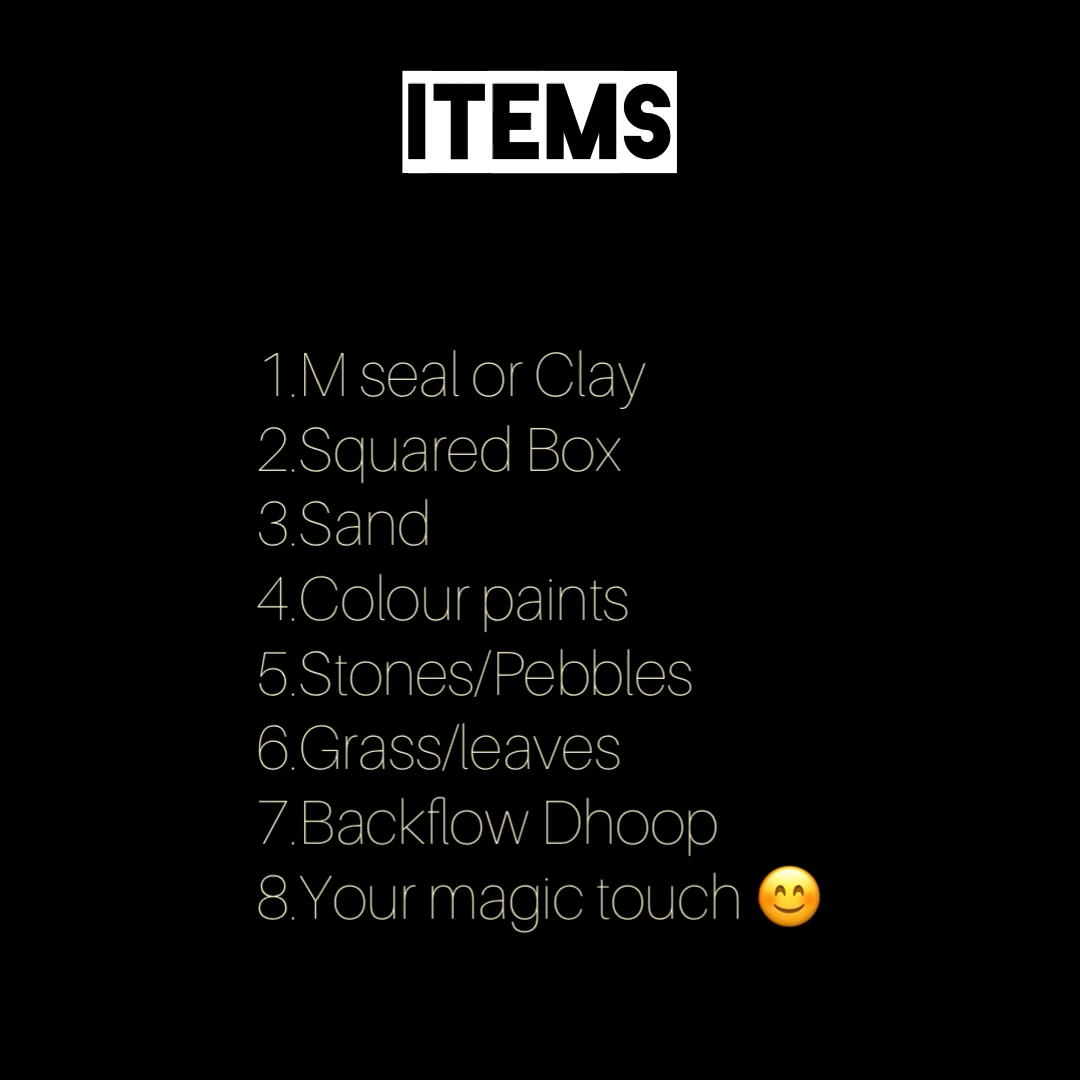 ITEMS
1.M seal or Clay
2.Squared Box
3.Sand
4.Colour paints
5.Stones/Pebbles
6.Grass/leaves
7.Backflow Dhoop
8.Your magic touch 😊